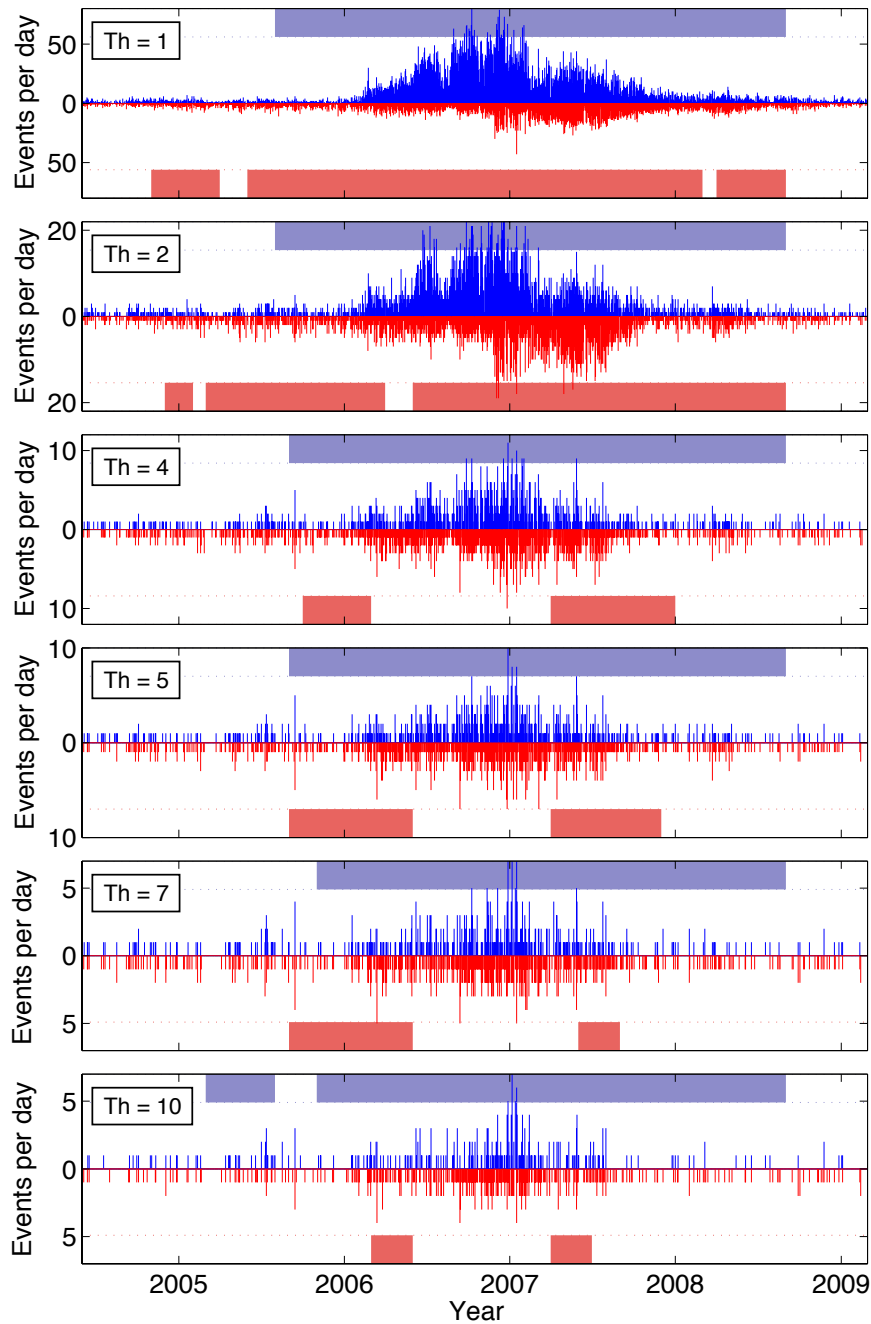 Events per day
50
0
50
Th = 1
Events per day
20
0
20
Th = 2
Events per day
10
0
10
Th = 4
Events per day
10
0
10
Th = 5
Events per day
5
0
5
Th = 7
Events per day
5
0
5
Th = 10
2005 2006 2007 2008 2009
Year